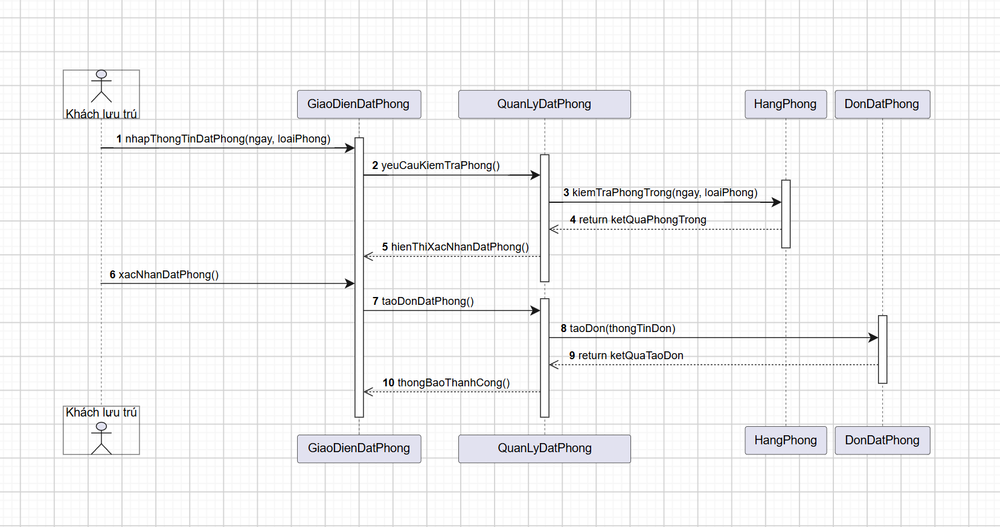 Khách lưu trú
GiaoDienDatPhong
QuanLyDatPhong
HangPhong
DonDatPhong
1 nhapThongTinDatPhong(ngay, loaiPhong)
2 yeuCauKiemTraPhong()
3 kiemTraPhongTrong(ngay, loaiPhong)
4 return ketQuaPhongTrong
5 hienThiXacNhanDatPhong()
6 xacNhanDatPhong()
7 taoDonDatPhong()
8 taoDon(thongTinDon)
9 return ketQuaTaoDon
10 thongBaoThanhCong()
Khách lưu trú
GiaoDienDatPhong
QuanLyDatPhong
HangPhong
DonDatPhong